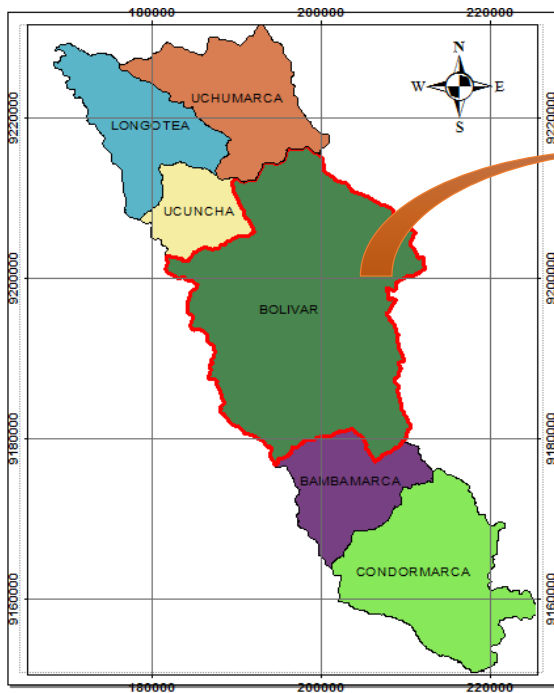 180000 200000 220000
N
W E
S
UCHUMARCA
9220000 9220000
LONGOTEA
UCUNCHA
9200000 9200000
BOLIVAR
9180000 9180000
BAMBAMARCA
CONDORMARCA
9160000 9160000
180000 200000 220000